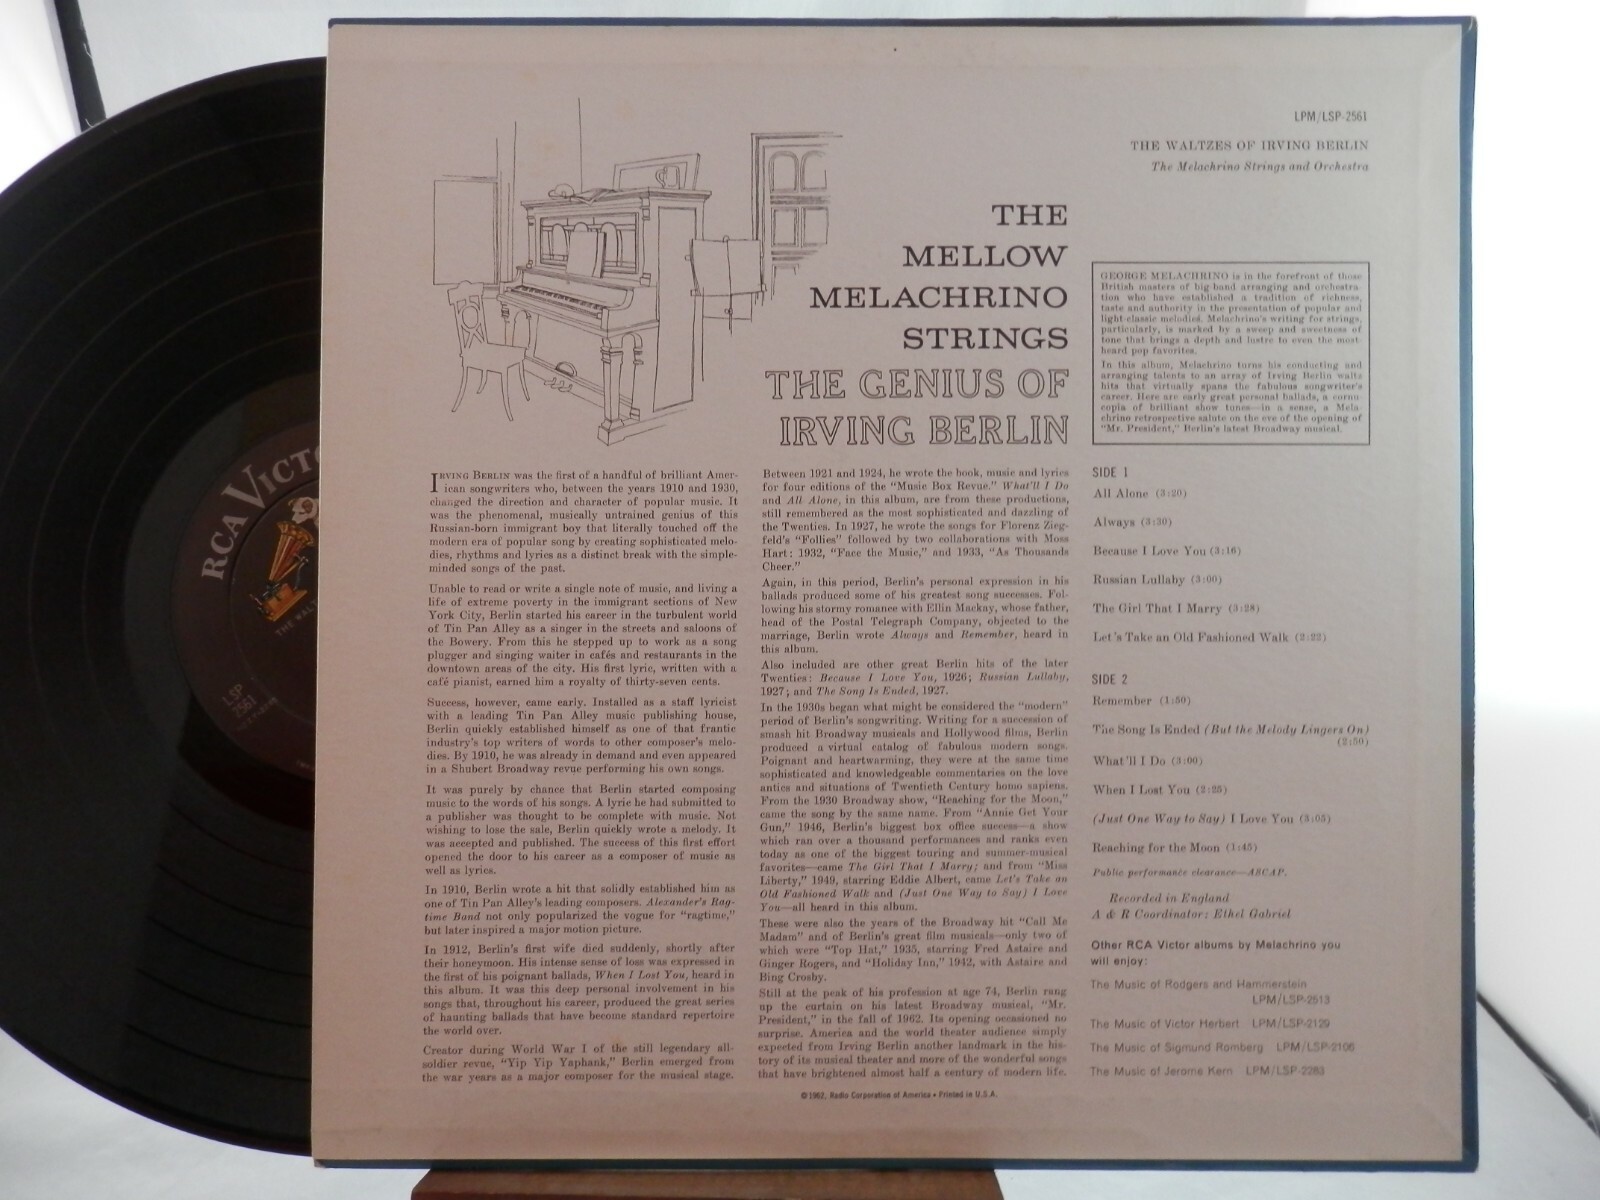 RCA VICTO
THE WALT
LSP
2561
LPM/LSP-2561
THE WALTZES OF IRVING BERLIN
The Melachrino Strings and Orchestra
THE
MELLOW
MELACHRINO
STRINGS
THE GENIUS OF
IRVING BERLIN
GEORGE MELACHRINO is in the forefront of those
British masters of big-band arranging and orchestra-
tion who have established a tradition of richness,
taste and authority in the presentation of popular and
light-classic melodies. Melachrino's writing for strings,
particularly, is marked by a sweep and sweetness of
tone that brings a depth and lustre to even the most-
heard pop favorites.
In this album, Melachrino turns his conducting and
arranging talents to an array of Irving Berlin waltz
hits that virtually spans the fabulous songwriter's
career. Here are early great personal ballads, a cornu-
copia of brilliant show tunes—in a sense, a Mela-
chrino retrospective salute on the eve of the opening of
"Mr. President," Berlin's latest Broadway musical.
IRVING BERLIN was the first of a handful of brilliant Amer-
ican songwriters who, between the years 1910 and 1930,
changed the direction and character of popular music. It
was the phenomenal, musically untrained genius of this
Russian-born immigrant boy that literally touched off the
modern era of popular song by creating sophisticated melo-
dies, rhythms and lyrics as a distinct break with the simple-
minded songs of the past.
Unable to read or write a single note of music, and living a
life of extreme poverty in the immigrant sections of New
York City, Berlin started his career in the turbulent world
of Tin Pan Alley as a singer in the streets and saloons of
the Bowery. From this he stepped up to work as a song
plugger and singing waiter in cafés and restaurants in the
downtown areas of the city. His first lyric, written with a
café pianist, earned him a royalty of thirty-seven cents.
Success, however, came early. Installed as a staff lyricist
with a leading Tin Pan Alley music publishing house,
Berlin quickly established himself as one of that frantic
industry's top writers of words to other composer's melo-
dies. By 1910, he was already in demand and even appeared
in a Shubert Broadway revue performing his own songs.
It was purely by chance that Berlin started composing
music to the words of his songs. A lyric he had submitted to
a publisher was thought to be complete with music. Not
wishing to lose the sale, Berlin quickly wrote a melody. It
was accepted and published. The success of this first effort
opened the door to his career as a composer of music as
well as lyrics.
In 1910, Berlin wrote a hit that solidly established him as
one of Tin Pan Alley's leading composers. Alexander's Rag-
time Band not only popularized the vogue for "ragtime,"
but later inspired a major motion picture.
In 1912, Berlin's first wife died suddenly, shortly after
their honeymoon. His intense sense of loss was expressed in
the first of his poignant ballads, When I Lost You, heard in
this album. It was this deep personal involvement in his
songs that, throughout his career, produced the great series
of haunting ballads that have become standard repertoire
the world over.
Creator during World War I of the still legendary all-
soldier revue, "Yip Yip Yaphank," Berlin emerged from
the war years as a major composer for the musical stage.
Between 1921 and 1924, he wrote the book, music and lyrics
for four editions of the "Music Box Revue." What'll I Do
and All Alone, in this album, are from these productions,
still remembered as the most sophisticated and dazzling of
the Twenties. In 1927, he wrote the songs for Florenz Zieg-
feld's "Follies" followed by two collaborations with Moss
Hart: 1932, "Face the Music," and 1933, "As Thousands
Cheer."
Again, in this period, Berlin's personal expression in his
ballads produced some of his greatest song successes. Fol-
lowing his stormy romance with Ellin Mackay, whose father,
head of the Postal Telegraph Company, objected to the
marriage, Berlin wrote Always and Remember, heard in
this album.
Also included are other great Berlin hits of the later
Twenties: Because I Love You, 1926; Russian Lullaby,
1927; and The Song Is Ended, 1927.
In the 1930s began what might be considered the "modern"
period of Berlin's songwriting. Writing for a succession of
smash hit Broadway musicals and Hollywood films, Berlin
produced a virtual catalog of fabulous modern songs.
Poignant and heartwarming, they were at the same time
sophisticated and knowledgeable commentaries on the love
antics and situations of Twentieth Century homo sapiens.
From the 1930 Broadway show, "Reaching for the Moon,"
came the song by the same name. From "Annie Get Your
Gun," 1946, Berlin's biggest box office success—a show
which ran over a thousand performances and ranks even
today as one of the biggest touring and summer-musical
favorites—came The Girl That I Marry; and from "Miss
Liberty," 1949, starring Eddie Albert, came Let's Take an
Old Fashioned Walk and (Just One Way to Say) I Love
You—all heard in this album.
These were also the years of the Broadway hit "Call Me
Madam" and of Berlin's great film musicals—only two of
which were "Top Hat," 1935, starring Fred Astaire and
Ginger Rogers, and "Holiday Inn," 1942, with Astaire and
Bing Crosby.
Still at the peak of his profession at age 74, Berlin rang
up the curtain on his latest Broadway musical, "Mr.
President," in the fall of 1962. Its opening occasioned no
surprise. America and the world theater audience simply
expected from Irving Berlin another landmark in the his-
tory of its musical theater and more of the wonderful songs
that have brightened almost half a century of modern life.
SIDE 1
All Alone (3:20)
Always (3:30)
Because I Love You (3:16)
Russian Lullaby (3:00)
The Girl That I Marry (3:28)
Let's Take an Old Fashioned Walk (2:22)
SIDE 2
Remember (1:50)
The Song Is Ended (But the Melody Lingers On)
(2:50)
What'll I Do (3:00)
When I Lost You (2:25)
(Just One Way to Say) I Love You (3:05)
Reaching for the Moon (1:45)
Public performance clearance—ASCAP.
Recorded in England
A & R Coordinator: Ethel Gabriel
Other RCA Victor albums by Melachrino you
will enjoy:
The Music of Rodgers and Hammerstein
LPM/LSP-2513
The Music of Victor Herbert LPM/LSP-2129
The Music of Sigmund Romberg LPM/LSP-2106
The Music of Jerome Kern LPM/LSP-2283
© 1962, Radio Corporation of America • Printed in U.S.A.